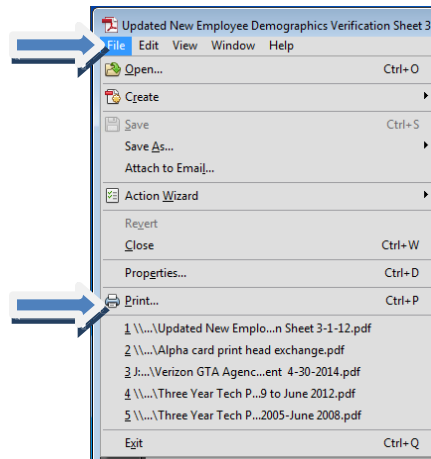 Updated New Employee Demographics Verification Sheet 3
File Edit View Window Help
Open... Ctrl+O
Create
Save Ctrl+S
Save As...
Attach to Email...
Action Wizard
Revert
Close Ctrl+W
Properties... Ctrl+D
Print... Ctrl+P
1 \\...\Updated New Emplo...n Sheet 3-1-12.pdf
2 \\...\Alpha card print head exchange.pdf
3 J:...\Verizon GTA Agenc...ent 4-30-2014.pdf
4 \\...\Three Year Tech P...9 to June 2012.pdf
5 \\...\Three Year Tech P...2005-June 2008.pdf
Exit Ctrl+Q